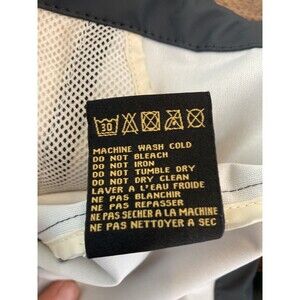 30
MACHINE WASH COLD
DO NOT BLEACH
DO NOT IRON
DO NOT TUMBLE DRY
DO NOT DRY CLEAN
LAVER A L'EAU FROIDE
NE PAS BLANCHIR
NE PAS REPASSER
NE PAS SECHER A LA MACHINE
NE PAS NETTOYER A SEC